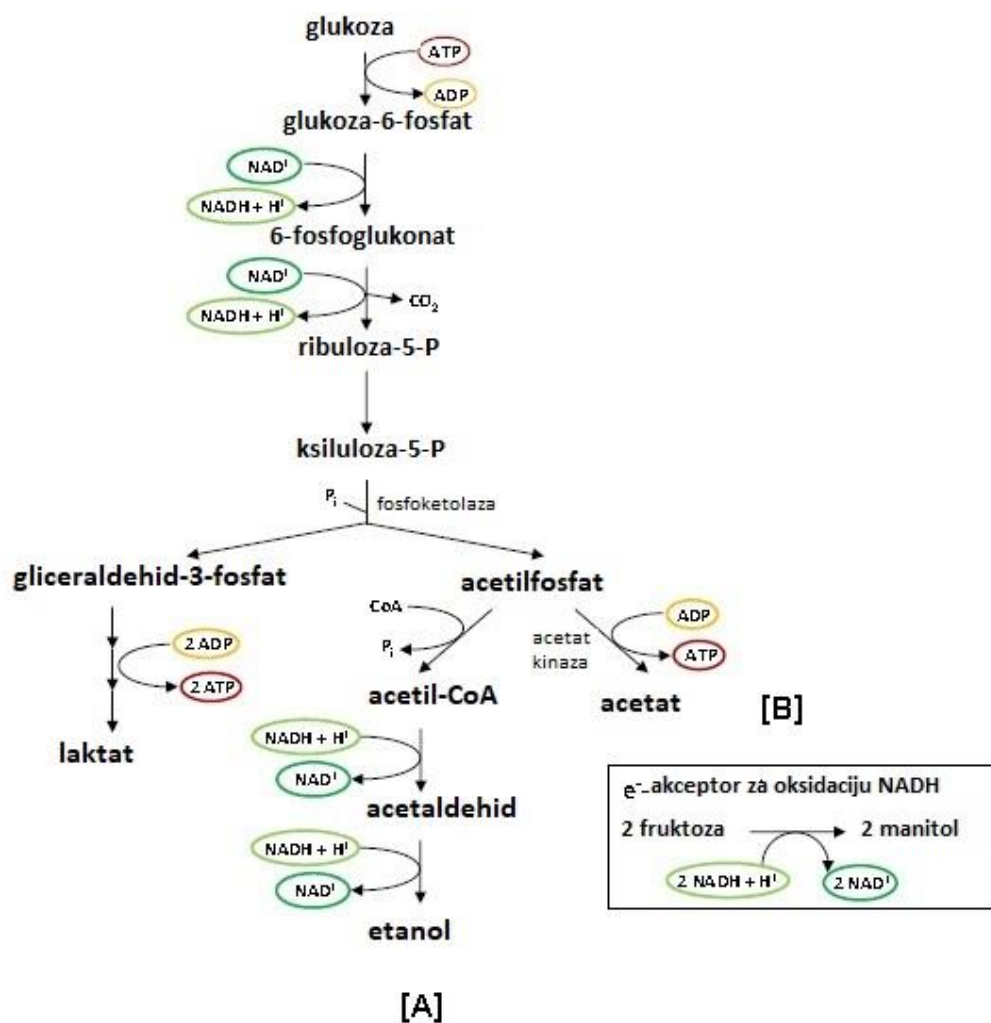 glukoza
ATP
ADP
glukoza-6-fosfat
NAD⁺
NADH + H⁺
6-fosfoglukonat
NAD⁺
CO₂
NADH + H⁺
ribuloza-5-P
ksiluloza-5-P
Pᵢ
fosfoketolaza
gliceraldehid-3-fosfat
acetilfosfat
CoA
ADP
2 ADP
Pᵢ
acetat
kinaza
ATP
2 ATP
acetil-CoA
acetat
[B]
laktat
NADH + H⁺
NAD⁺
acetaldehid
e⁻-akceptor za oksidaciju NADH
2 fruktoza
2 manitol
NADH + H⁺
2 NADH + H⁺
2 NAD⁺
NAD⁺
etanol
[A]